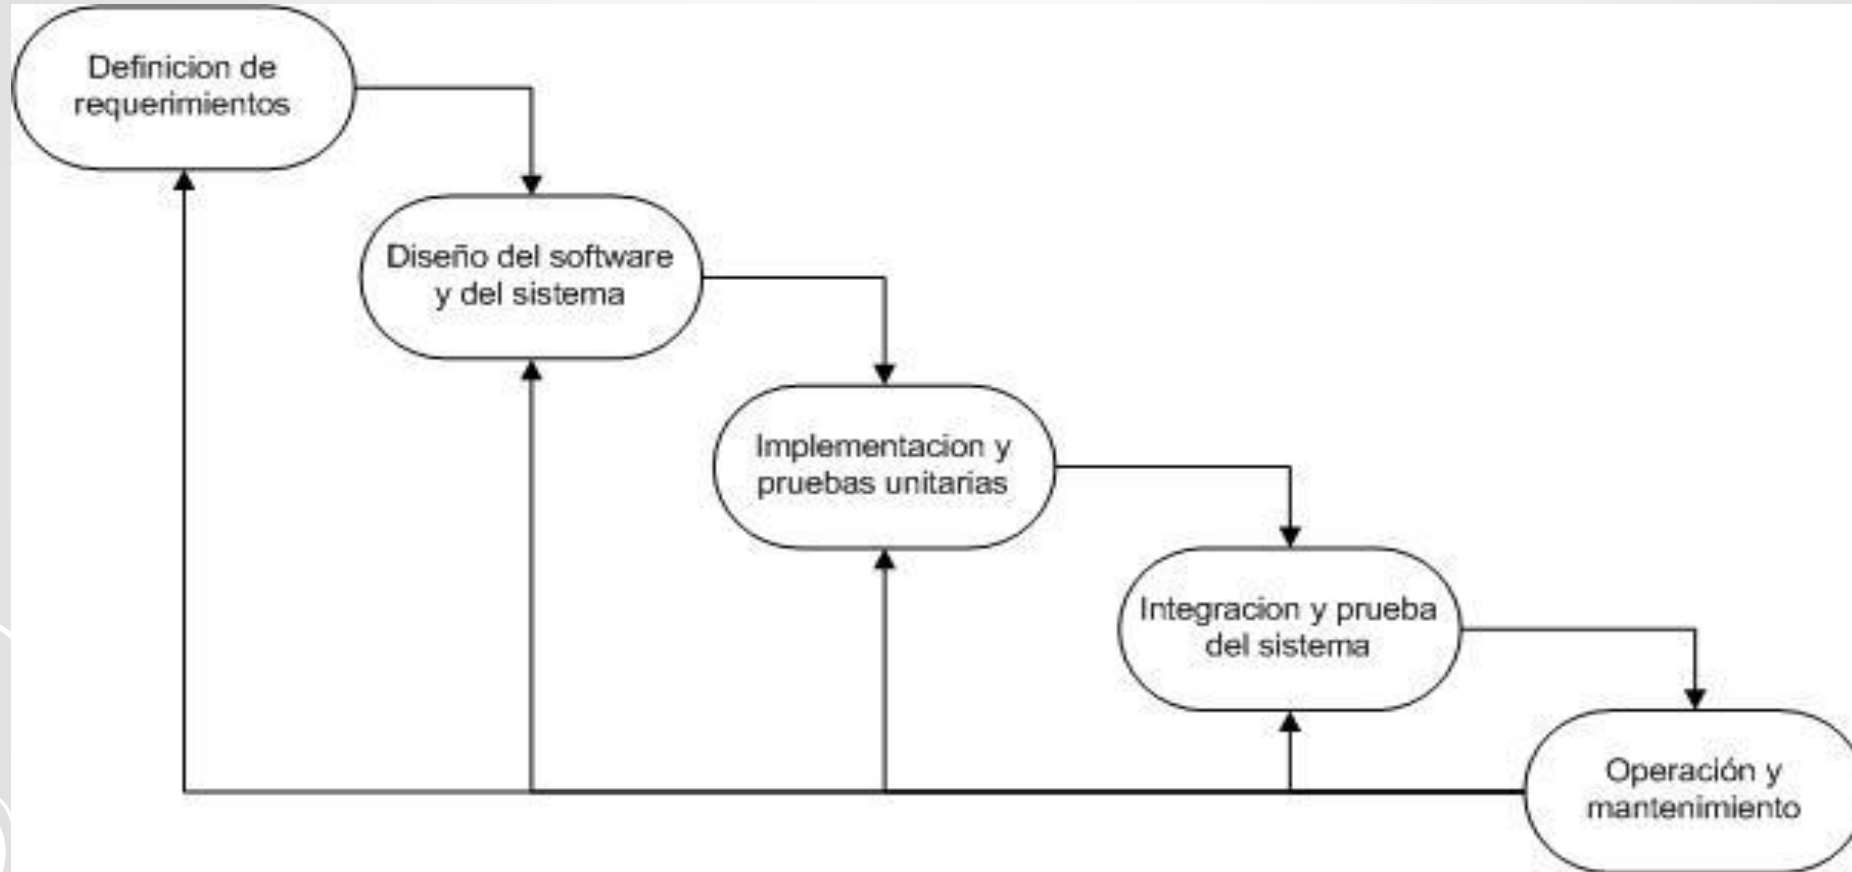 Definicion de
requerimientos
Diseño del software
y del sistema
Implementacion y
pruebas unitarias
Integracion y prueba
del sistema
Operación y
mantenimiento